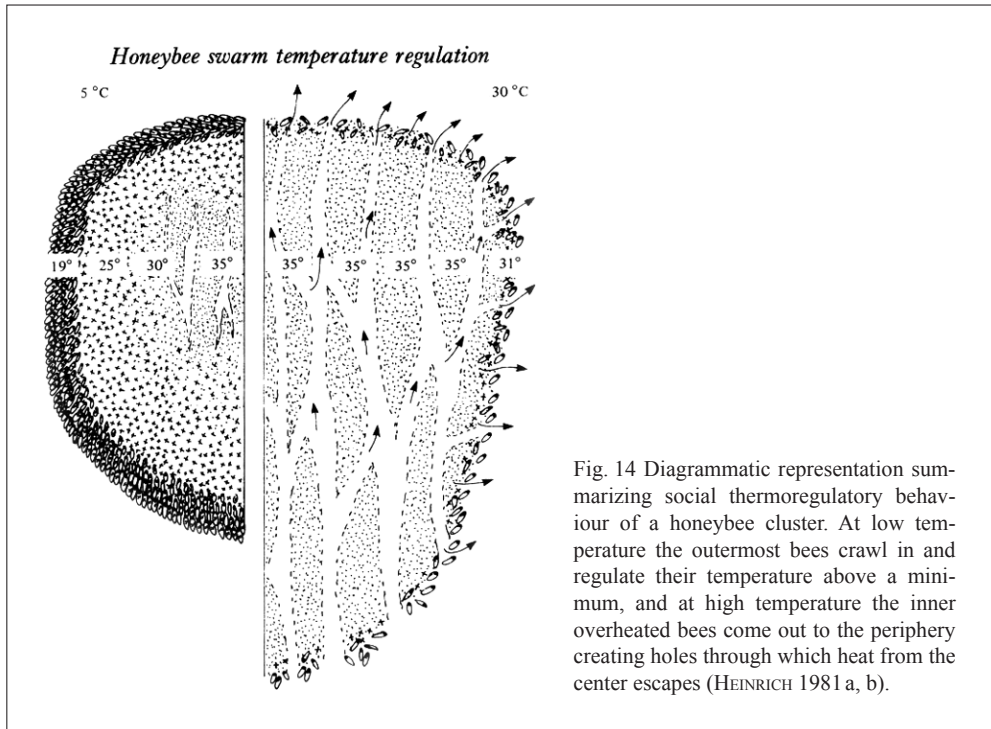 Honeybee swarm temperature regulation
5 °C
30 °C
19° 25° 30° 35° 35° 35° 35° 35° 31°
Fig. 14 Diagrammatic representation sum-
marizing social thermoregulatory behav-
iour of a honeybee cluster. At low tem-
perature the outermost bees crawl in and
regulate their temperature above a mini-
mum, and at high temperature the inner
overheated bees come out to the periphery
creating holes through which heat from the
center escapes (HEINRICH 1981 a, b).